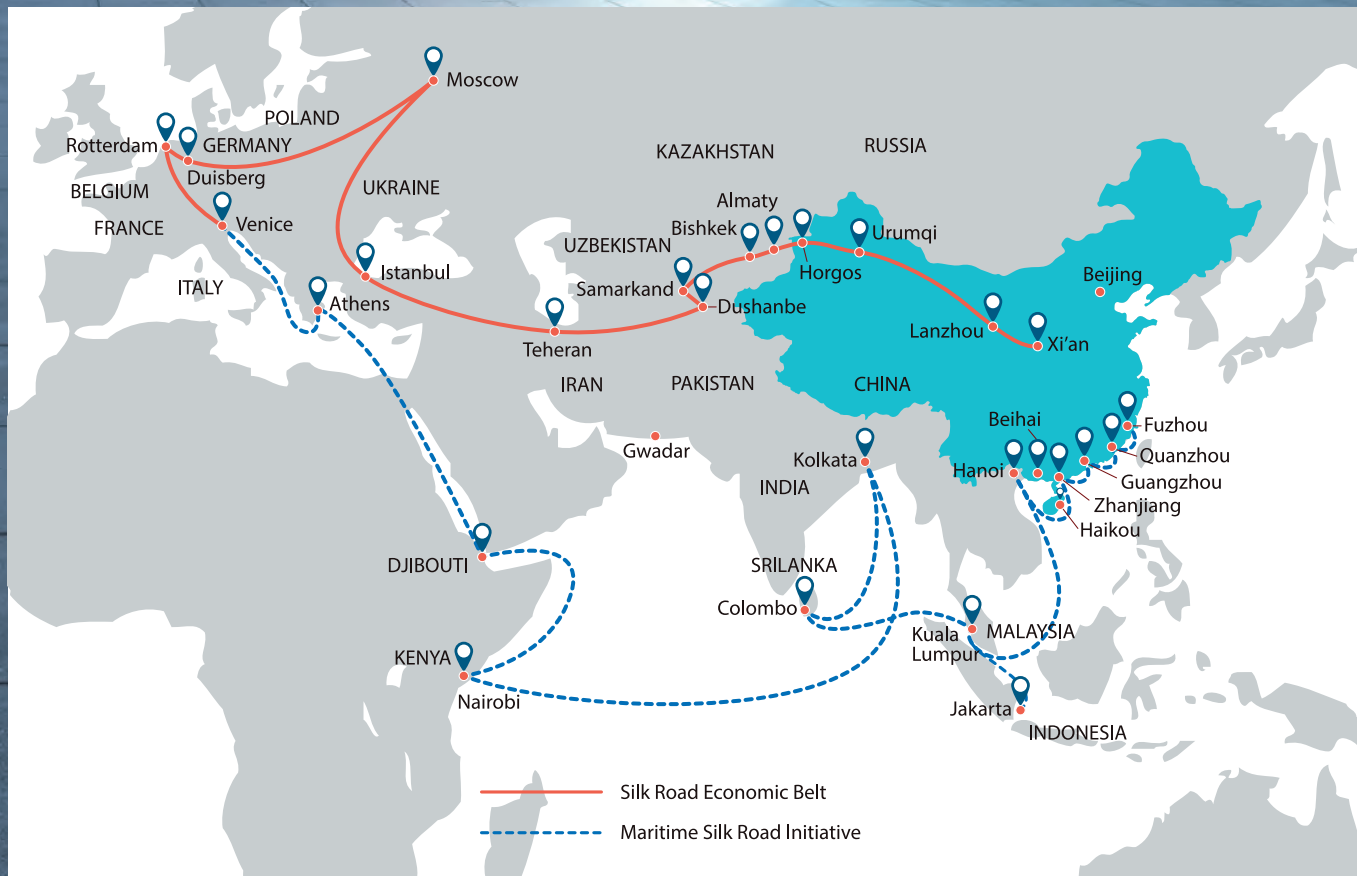 Moscow
POLAND
Rotterdam
GERMANY
Duisberg
KAZAKHSTAN
RUSSIA
BELGIUM
UKRAINE
FRANCE
Venice
Almaty
Bishkek
Urumqi
UZBEKISTAN
Istanbul
Horgos
Beijing
ITALY
Samarkand
Athens
Dushanbe
Lanzhou
Teheran
Xi'an
IRAN
PAKISTAN
CHINA
Beihai
Fuzhou
Gwadar
Kolkata
Quanzhou
Hanoi
INDIA
Guangzhou
Zhanjiang
Haikou
DJIBOUTI
SRILANKA
Colombo
Kuala
Lumpur
MALAYSIA
KENYA
Nairobi
Jakarta
INDONESIA
Silk Road Economic Belt
Maritime Silk Road Initiative